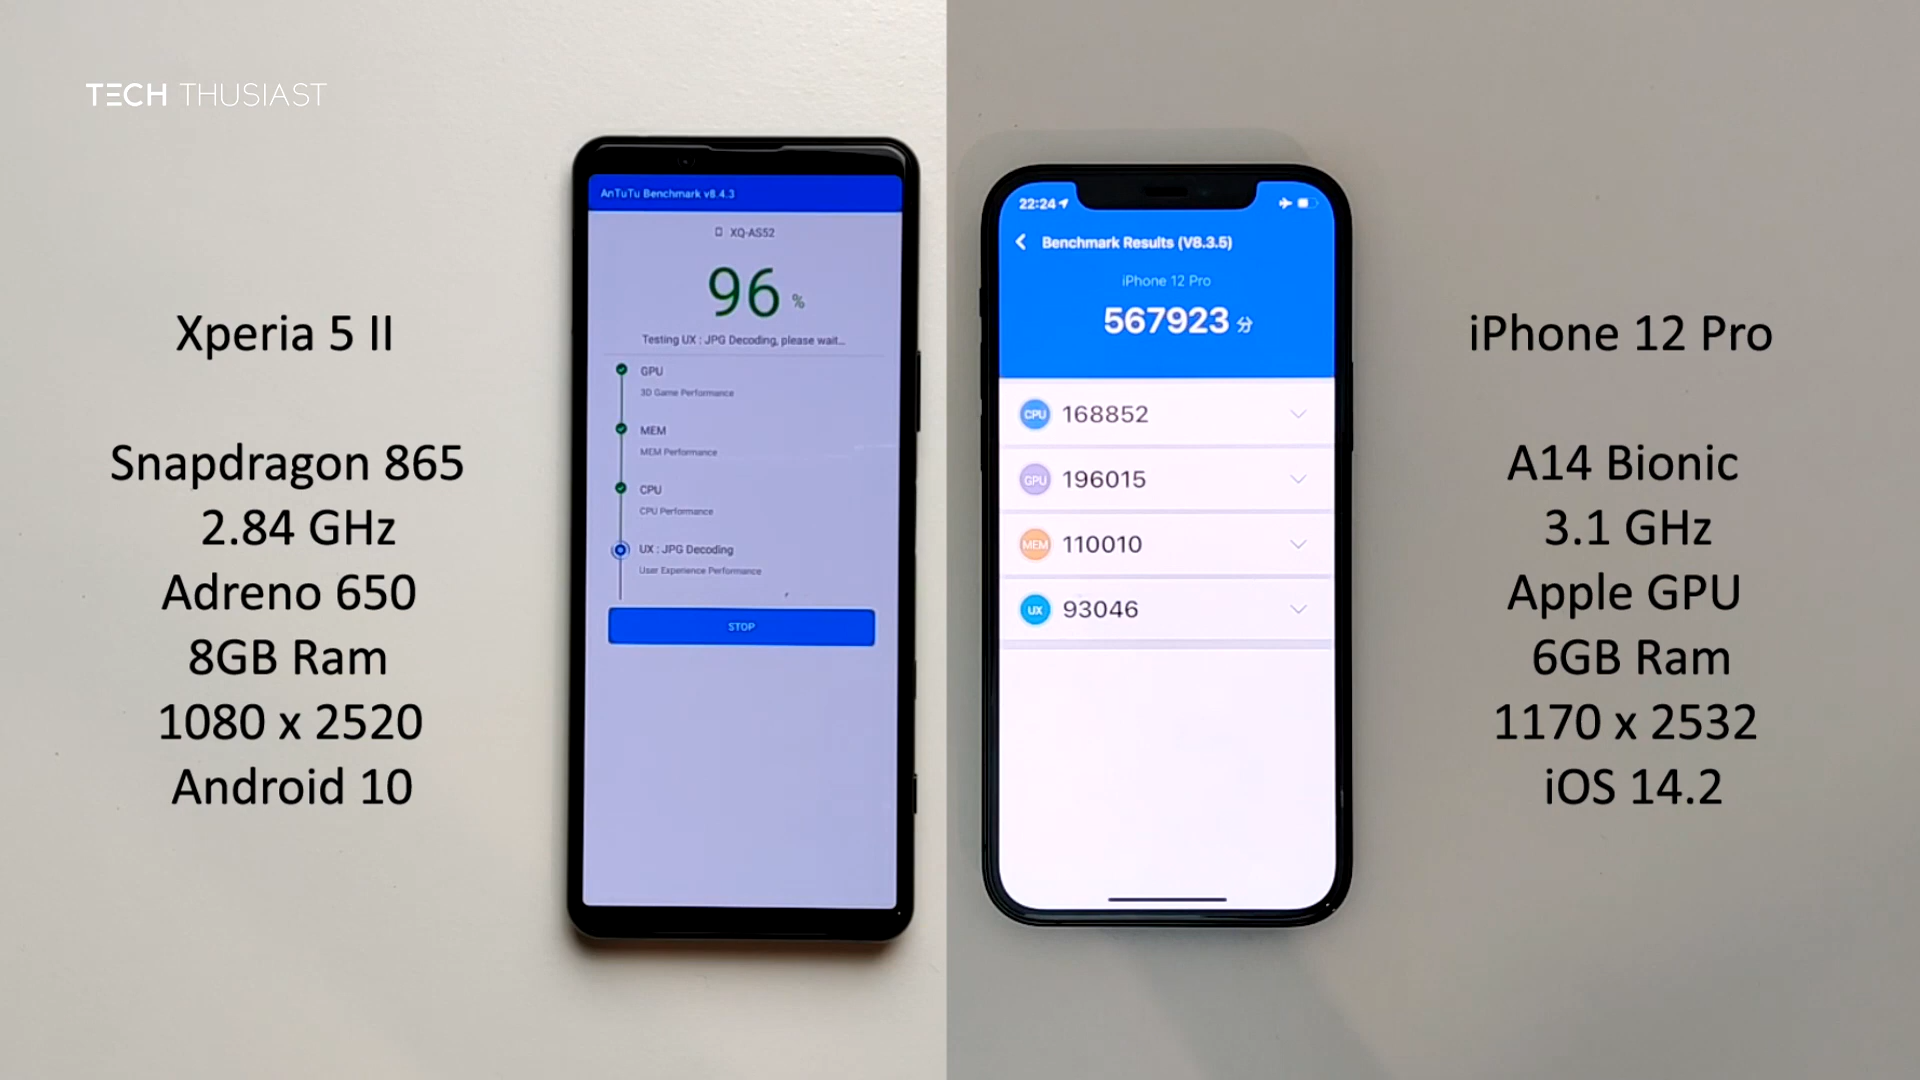 TECH THUSIAST
Xperia 5 II
Snapdragon 865
2.84 GHz
Adreno 650
8GB Ram
1080 x 2520
Android 10
AnTuTu Benchmark v8.4.3
XQ-AS52
96 %
Testing UX : JPG Decoding, please wait...
GPU
3D Game Performance
MEM
MEM Performance
CPU
CPU Performance
UX : JPG Decoding
User Experience Performance
STOP
22:24
Benchmark Results (V8.3.5)
iPhone 12 Pro
567923 分
CPU 168852
GPU 196015
MEM 110010
UX 93046
iPhone 12 Pro
A14 Bionic
3.1 GHz
Apple GPU
6GB Ram
1170 x 2532
iOS 14.2